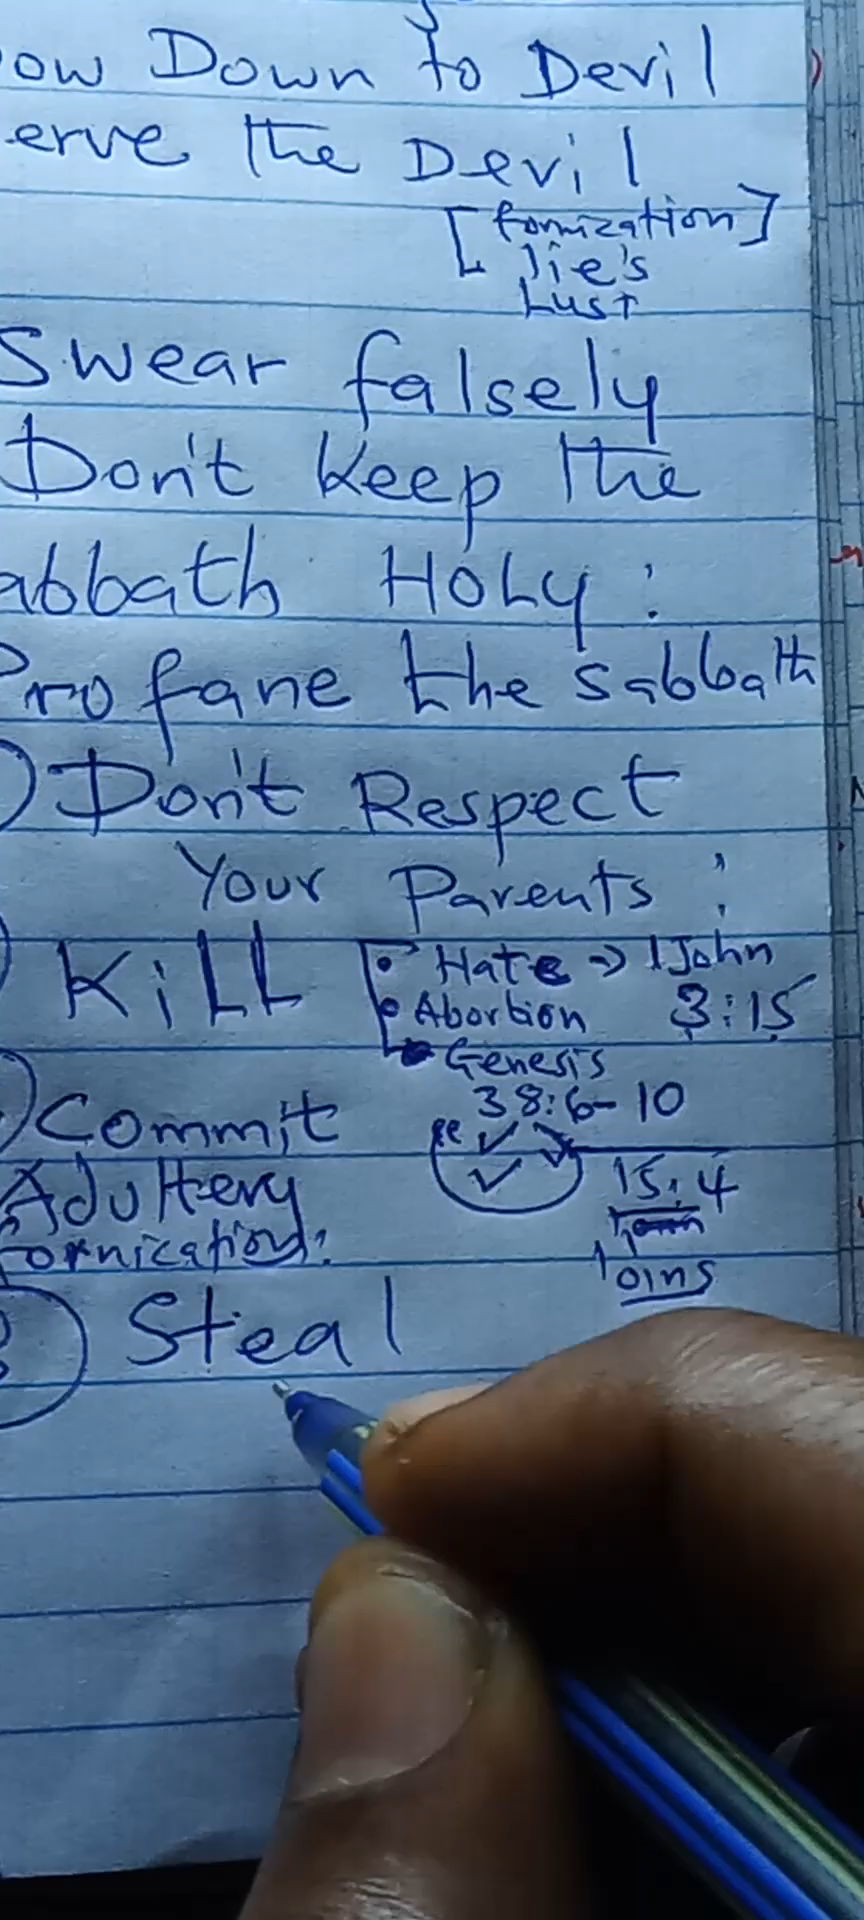 ow Down to Devil
erve the Devil
[fornization]
lie's
Lust
Swear falsely
Don't Keep the
abbath HOLy :
Profane the Sabbath
Don't Respect
Your Parents :
KiLL
• Hate → 1 John
3:15
• Abortion
• Genesis
38:6-10
Commit
Adultery
fornication:
15:4
loins
Steal